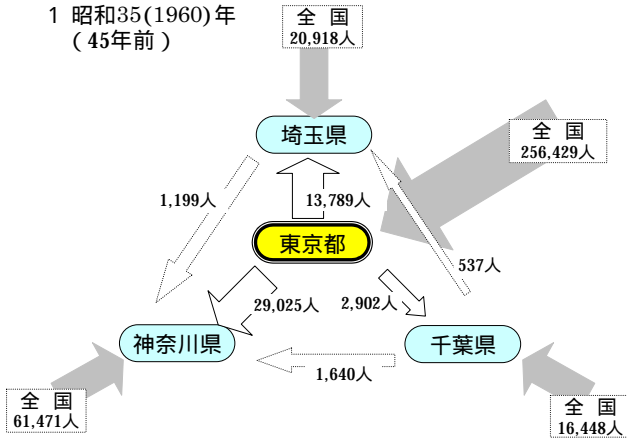 1 昭和35(1960)年
(45年前)
全 国
20,918人
埼玉県
全 国
256,429人
1,199人
13,789人
東京都
537人
29,025人
2,902人
神奈川県
千葉県
1,640人
全 国
61,471人
全 国
16,448人